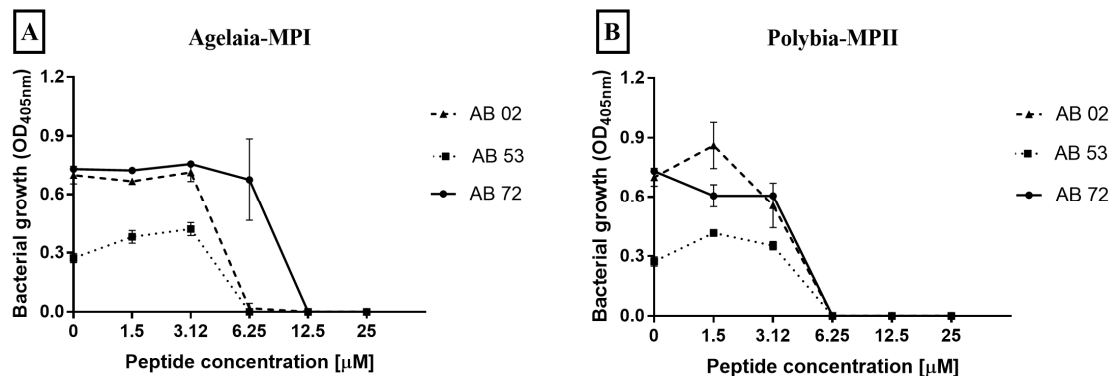 A
Agelaia-MPI
Bacterial growth (OD405nm)
1.2
0.9
0.6
0.3
0.0
0 1.5 3.12 6.25 12.5 25
Peptide concentration [μM]
AB 02
AB 53
AB 72
B
Polybia-MPII
Bacterial growth (OD405nm)
1.2
0.9
0.6
0.3
0.0
0 1.5 3.12 6.25 12.5 25
Peptide concentration [μM]
AB 02
AB 53
AB 72